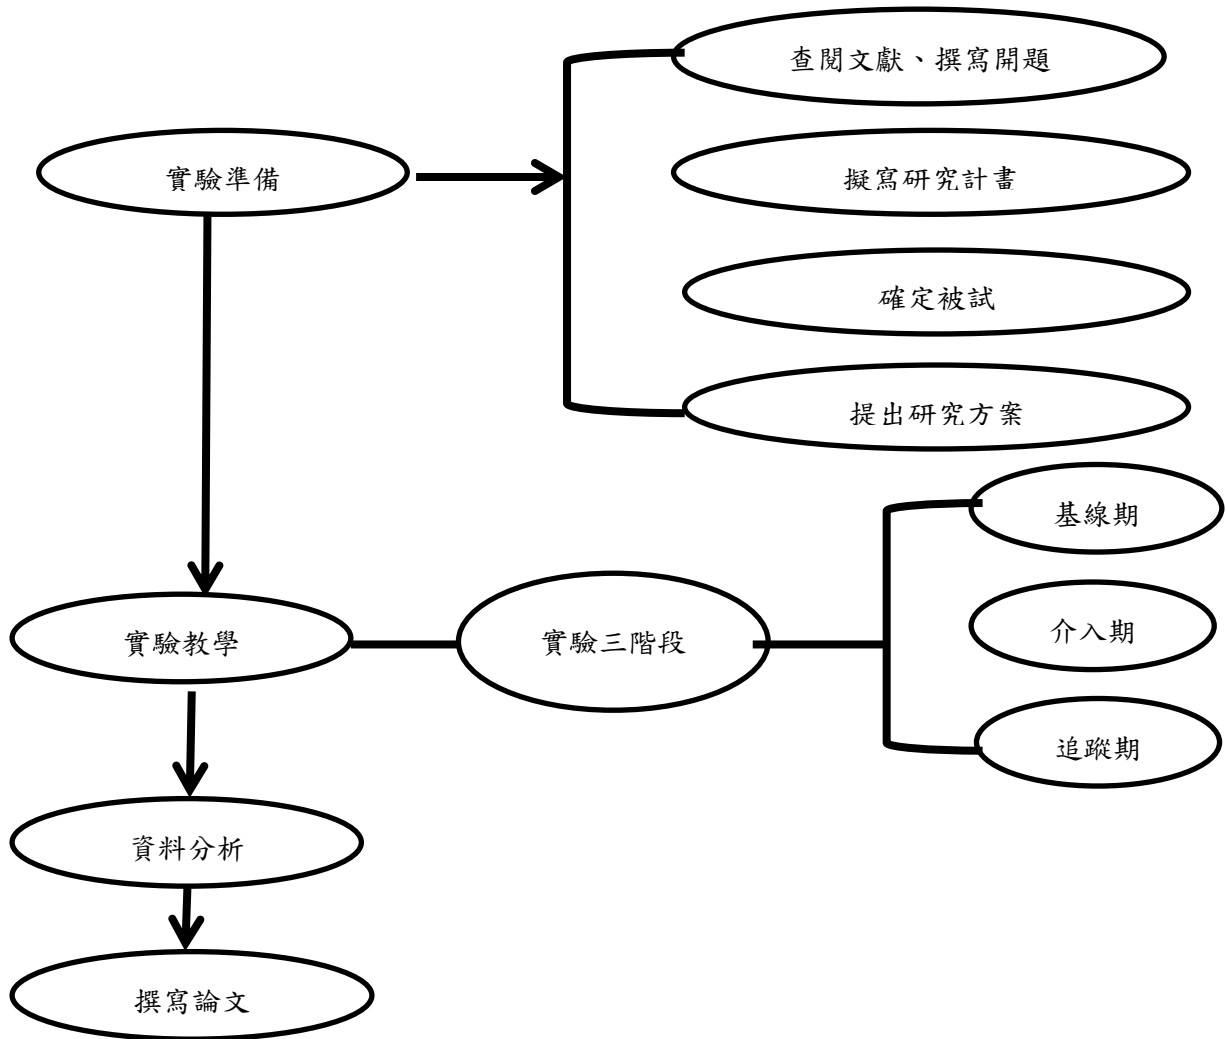 查閱文獻、撰寫開題
實驗準備
擬寫研究計畫
確定被試
提出研究方案
基線期
實驗教學
實驗三階段
介入期
追蹤期
資料分析
撰寫論文